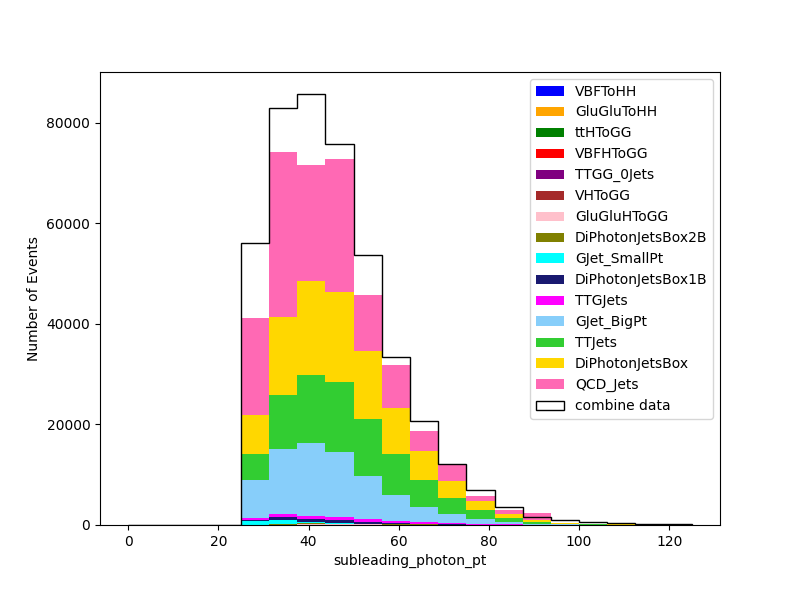 80000
60000
40000
20000
0
Number of Events
0
20
40
60
80
100
120
subleading_photon_pt
VBFToHH
GluGluToHH
ttHToGG
VBFHToGG
TTGG_0Jets
VHToGG
GluGluHToGG
DiPhotonJetsBox2B
GJet_SmallPt
DiPhotonJetsBox1B
TTGJets
GJet_BigPt
TTJets
DiPhotonJetsBox
QCD_Jets
combine data